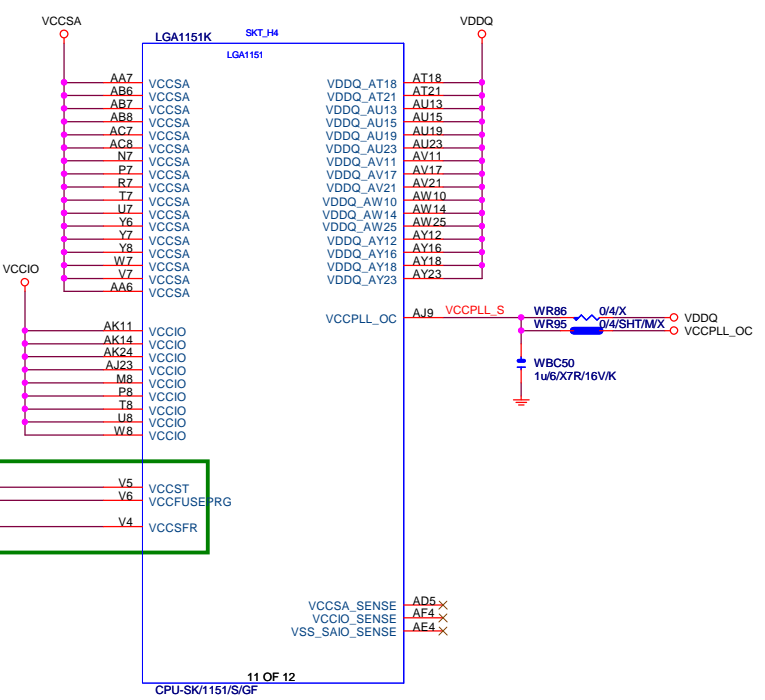 VCCSA
VDDQ
LGA1151K
SKT_H4
LGA1151
AA7 VCCSA
AB6 VCCSA
AB7 VCCSA
AB8 VCCSA
AC7 VCCSA
AC8 VCCSA
N7 VCCSA
P7 VCCSA
R7 VCCSA
T7 VCCSA
U7 VCCSA
Y6 VCCSA
Y7 VCCSA
Y8 VCCSA
W7 VCCSA
V7 VCCSA
AA6 VCCSA
VDDQ_AT18 AT18
VDDQ_AT21 AT21
VDDQ_AU13 AU13
VDDQ_AU15 AU15
VDDQ_AU19 AU19
VDDQ_AU23 AU23
VDDQ_AV11 AV11
VDDQ_AV17 AV17
VDDQ_AV21 AV21
VDDQ_AW10 AW10
VDDQ_AW14 AW14
VDDQ_AW25 AW25
VDDQ_AY12 AY12
VDDQ_AY16 AY16
VDDQ_AY18 AY18
VDDQ_AY23 AY23
VCCIO
VCCPLL_OC AJ9 VCCPLL_S
WR86 0/4/X VDDQ
WR95 0/4/SHT/M/X VCCPLL_OC
WBC50
1u/6/X7R/16V/K
AK11 VCCIO
AK14 VCCIO
AK24 VCCIO
AJ23 VCCIO
M8 VCCIO
P8 VCCIO
T8 VCCIO
U8 VCCIO
W8 VCCIO
V5 VCCST
V6 VCCFUSEPRG
V4 VCCSFR
VCCSA_SENSE AD5
VCCIO_SENSE AF4
VSS_SAIO_SENSE AE4
11 OF 12
CPU-SK/1151/S/GF